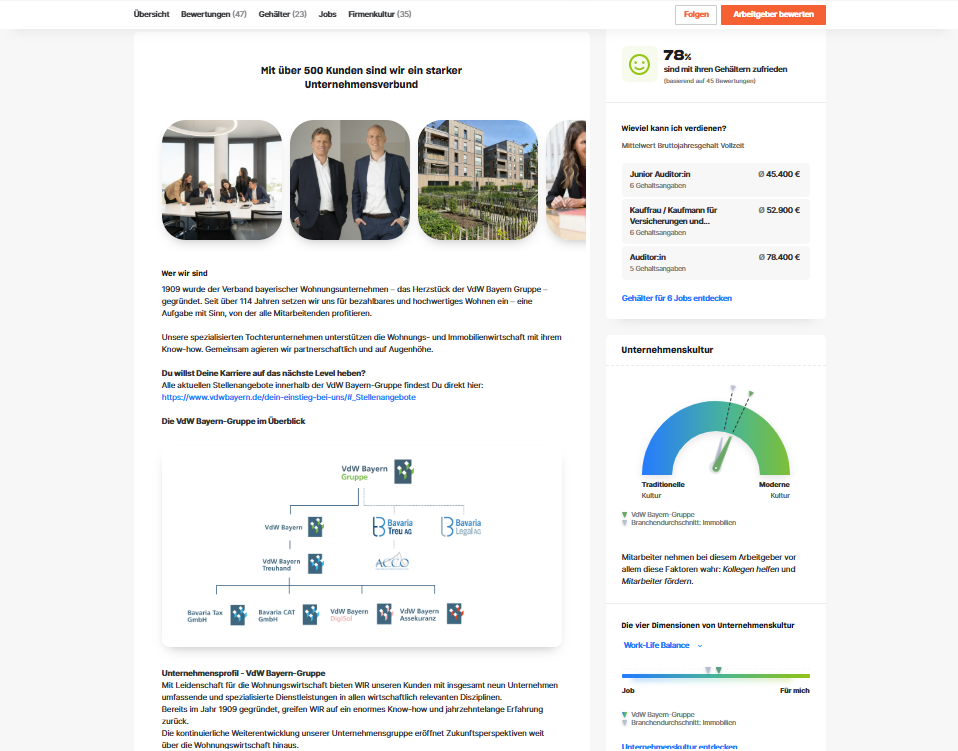 Übersicht Bewertungen (47) Gehälter (23) Jobs Firmenkultur (35) Folgen Arbeitgeber bewerten
Mit über 500 Kunden sind wir ein starker
Unternehmensverbund
Wer wir sind
1909 wurde der Verband bayerischer Wohnungsunternehmen – das Herzstück der VdW Bayern Gruppe –
gegründet. Seit über 114 Jahren setzen wir uns für bezahlbares und hochwertiges Wohnen ein – eine
Aufgabe mit Sinn, von der alle Mitarbeitenden profitieren.
Unsere spezialisierten Tochterunternehmen unterstützen die Wohnungs- und Immobilienwirtschaft mit ihrem
Know-how. Gemeinsam agieren wir partnerschaftlich und auf Augenhöhe.
Du willst Deine Karriere auf das nächste Level heben?
Alle aktuellen Stellenangebote innerhalb der VdW Bayern-Gruppe findest Du direkt hier:
https://www.vdwbayern.de/dein-einstieg-bei-uns/#_Stellenangebote
Die VdW Bayern-Gruppe im Überblick
VdW Bayern
Gruppe
VdW Bayern
Bavaria
Treu AG
Bavaria
Legal AG
VdW Bayern
Treuhand
ACCO
Bavaria Tax
GmbH
Bavaria CAT
GmbH
VdW Bayern
DigiSol
VdW Bayern
Assekuranz
Unternehmensprofil - VdW Bayern-Gruppe
Mit Leidenschaft für die Wohnungswirtschaft bieten WIR unseren Kunden mit insgesamt neun Unternehmen
umfassende und spezialisierte Dienstleistungen in allen wirtschaftlich relevanten Disziplinen.
Bereits im Jahr 1909 gegründet, greifen WIR auf ein enormes Know-how und jahrzehntelange Erfahrung
zurück.
Die kontinuierliche Weiterentwicklung unserer Unternehmensgruppe eröffnet Zukunftsperspektiven weit
über die Wohnungswirtschaft hinaus.
78%
sind mit ihren Gehältern zufrieden
(basierend auf 45 Bewertungen)
Wieviel kann ich verdienen?
Mittelwert Bruttojahresgehalt Vollzeit
Junior Auditor:in Ø 45.400 €
6 Gehaltsangaben
Kauffrau / Kaufmann für Ø 52.900 €
Versicherungen und...
6 Gehaltsangaben
Auditor:in Ø 78.400 €
5 Gehaltsangaben
Gehälter für 6 Jobs entdecken
Unternehmenskultur
Traditionelle Moderne
Kultur Kultur
VdW Bayern-Gruppe
Branchendurchschnitt: Immobilien
Mitarbeiter nehmen bei diesem Arbeitgeber vor
allem diese Faktoren wahr: Kollegen helfen und
Mitarbeiter fördern.
Die vier Dimensionen von Unternehmenskultur
Work-Life Balance
Job Für mich
VdW Bayern-Gruppe
Branchendurchschnitt: Immobilien
Unternehmenskultur entdecken